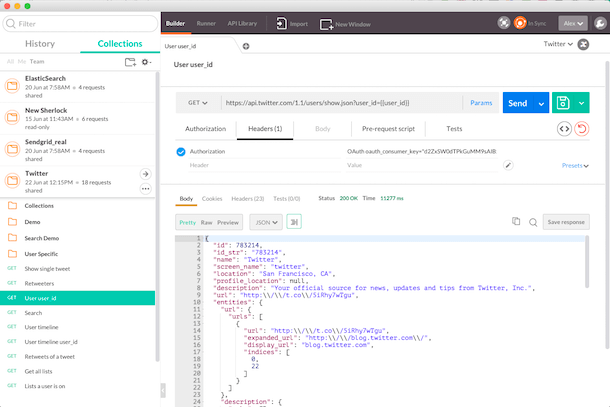 Builder Runner API Library Import New Window In Sync Alex
Filter
History Collections
All Me Team
ElasticSearch
20 Jun at 7:58AM • 4 requests
shared
New Sherlock
15 Jun at 11:43AM • 6 requests
read-only
Sendgrid_real
20 Jun at 7:58AM • 4 requests
shared
Twitter
22 Jun at 12:15PM • 18 requests
shared
Collections
Demo
Search Demo
User Specific
GET Show single tweet
GET Retweeters
GET User user_id
GET Search
GET User timeline
GET User timeline user_id
GET Retweets of a tweet
GET Get all lists
GET Lists a user is on
User user_id
Twitter
User user_id
GET https://api.twitter.com/1.1/users/show.json?user_id={{user_id}} Params Send
Authorization Headers (1) Body Pre-request script Tests
Authorization OAuth oauth_consumer_key="
Header Value Presets
Body Cookies Headers (23) Tests (0/0) Status 200 OK Time 11277 ms
Pretty Raw Preview JSON Save response
1 {
2 "id": 783214,
3 "id_str": "783214",
4 "name": "Twitter",
5 "screen_name": "twitter",
6 "location": "San Francisco, CA",
7 "profile_location": null,
8 "description": "Your official source for news, updates and tips from Twitter, Inc.",
9 "url": "http:\\/\\/t.co\\/5iRhy7wTgu",
10 "entities": {
11 "url": {
12 "urls": [
13 {
14 "url": "http:\\/\\/t.co\\/5iRhy7wTgu",
15 "expanded_url": "http:\\/\\/blog.twitter.com\\/",
16 "display_url": "blog.twitter.com",
17 "indices": [
18 0,
19 22
20 ]
21 }
22 ]
23 },
24 "description": {